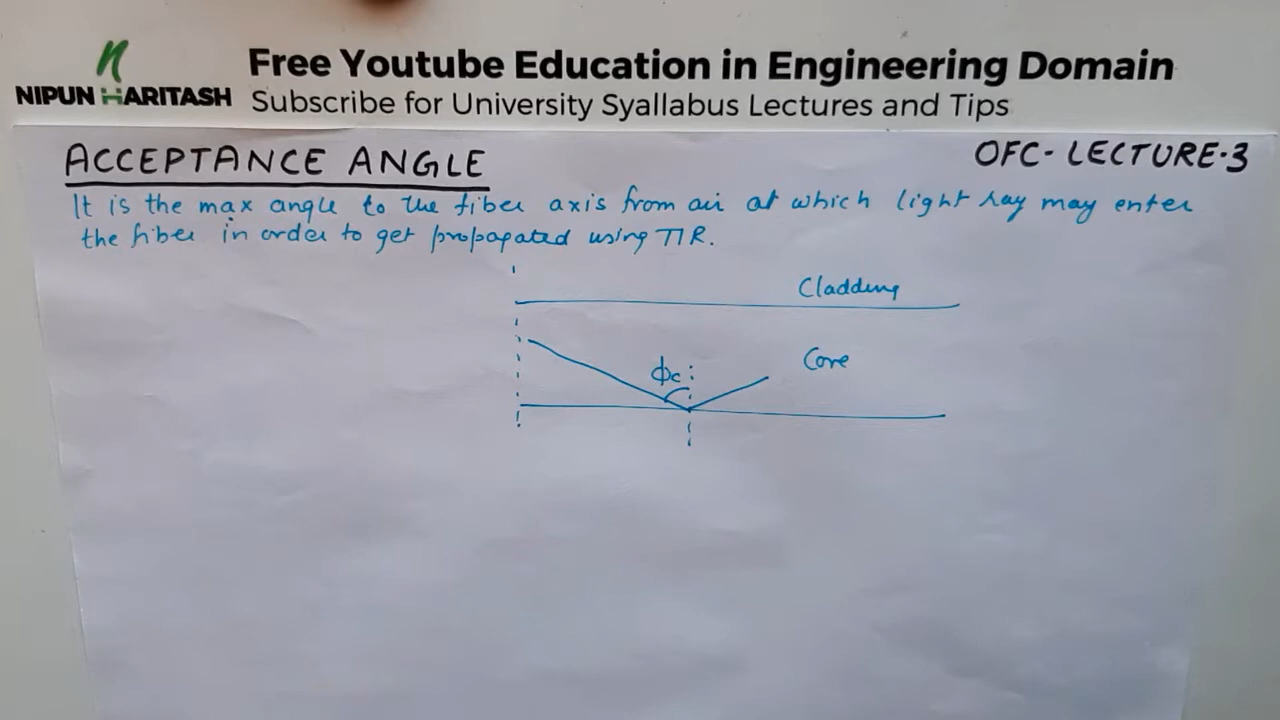 Free Youtube Education in Engineering Domain
NIPUN HARITASH
Subscribe for University Syallabus Lectures and Tips
ACCEPTANCE ANGLE
OFC- LECTURE-3
It is the max angle to the fiber axis from air at which light ray may enter
the fiber in order to get propagated using TIR.
Cladding
Core
ϕc